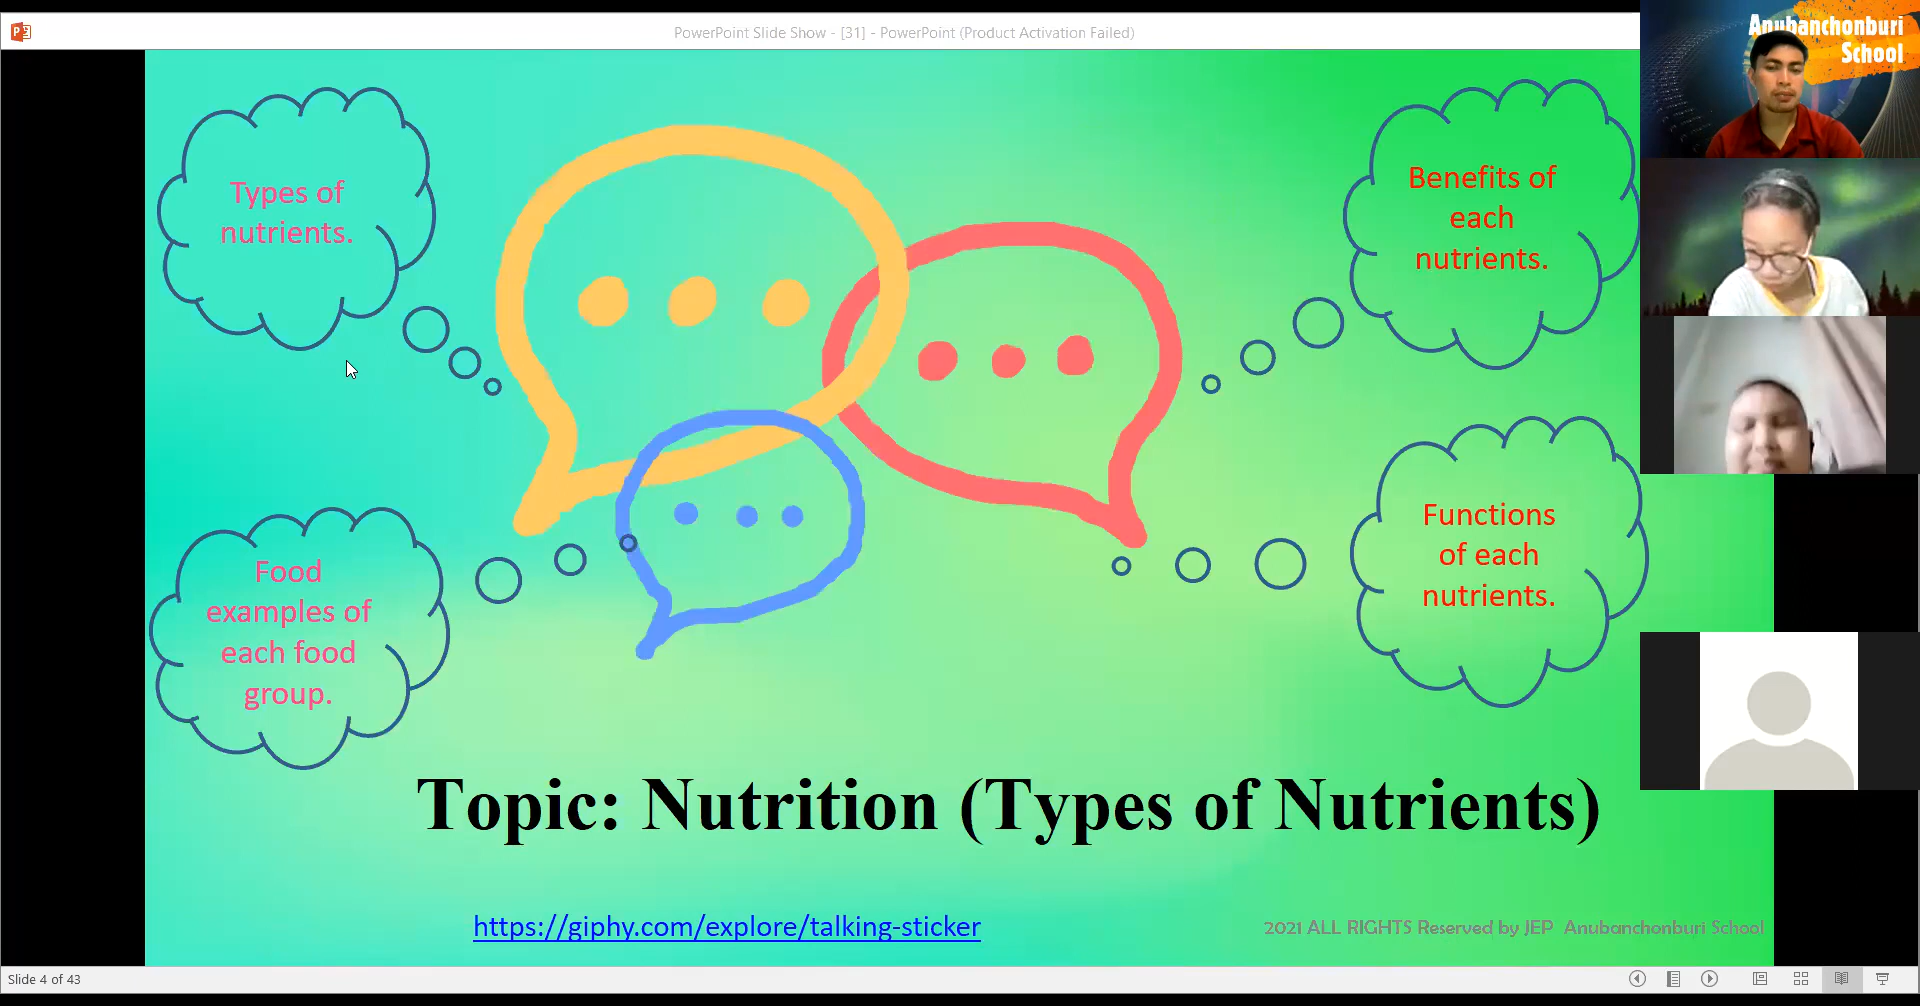 PowerPoint Slide Show - [31] - PowerPoint (Product Activation Failed)
Anubanchonburi
School
Types of
nutrients.
Benefits of
each
nutrients.
Food
examples of
each food
group.
Functions
of each
nutrients.
Topic: Nutrition (Types of Nutrients)
https://giphy.com/explore/talking-sticker
2021 ALL RIGHTS Reserved by JEP Anubanchonburi School
Slide 4 of 43